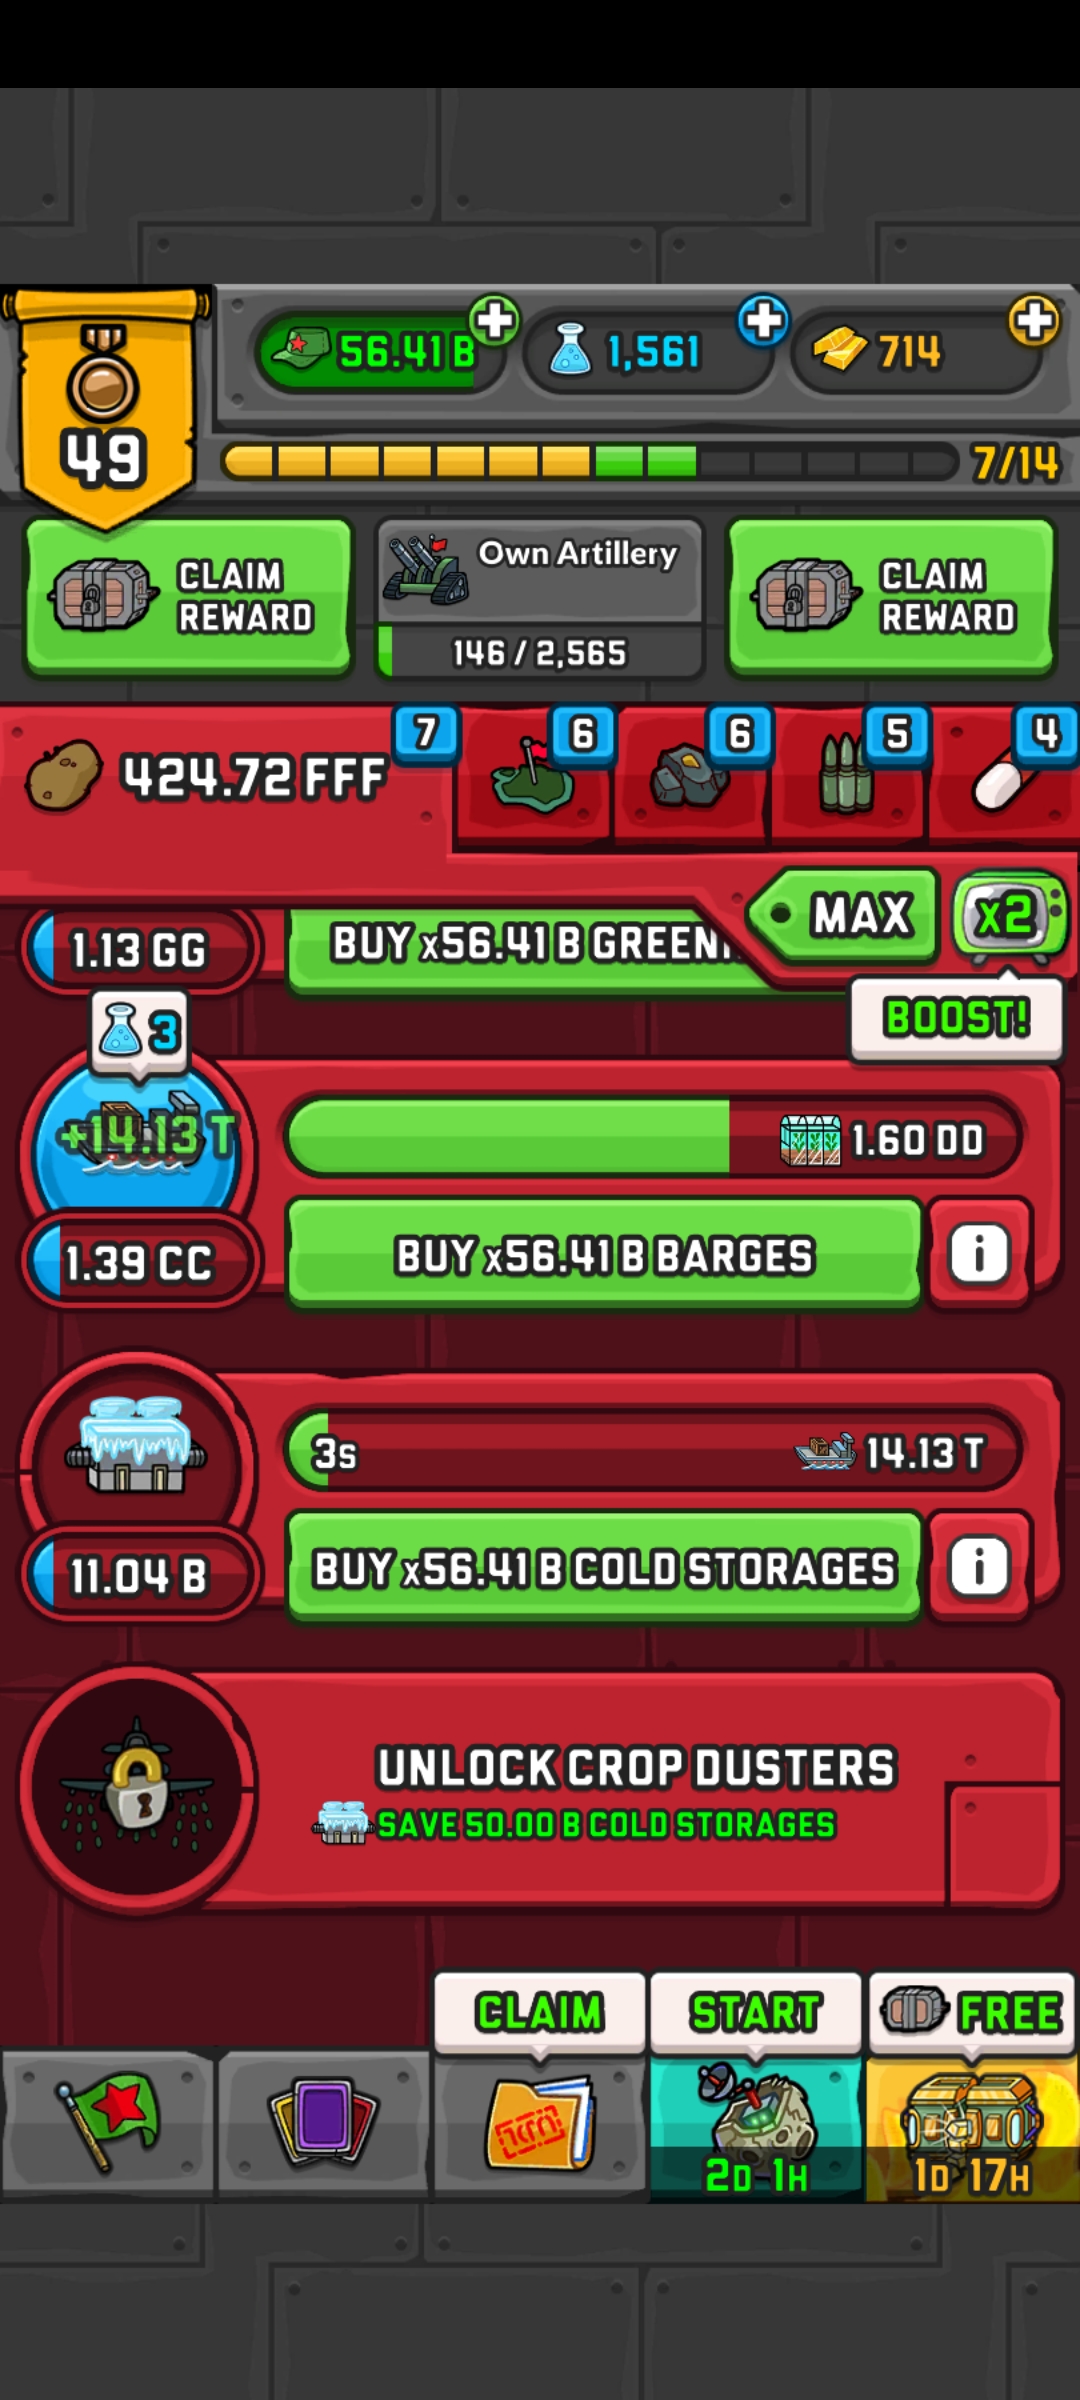 56.41 B
1,561
714
49
7/14
CLAIM REWARD
Own Artillery
146 / 2,565
CLAIM REWARD
424.72 FFF
7
6
6
5
4
MAX
x2
BOOST!
1.13 GG
BUY x56.41 B
3
+14.13 T
1.60 DD
1.39 CC
BUY x56.41 B BARGES
i
3s
14.13 T
11.04 B
BUY x56.41 B COLD STORAGES
i
UNLOCK CROP DUSTERS
SAVE 50.00 B COLD STORAGES
CLAIM
START
FREE
2D 1H
1D 17H